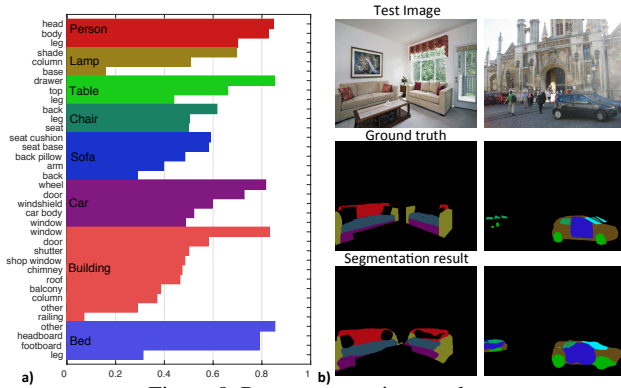 head
body
leg
Person
shade
column
base
Lamp
drawer
top
leg
Table
back
leg
seat
Chair
seat cushion
seat base
back pillow
arm
back
Sofa
wheel
door
windshield
car body
window
Car
window
door
shutter
shop window
chimney
roof
balcony
column
other
railing
Building
other
headboard
footboard
leg
Bed
0 0.2 0.4 0.6 0.8 1
a)
b)
Test Image
Ground truth
Segmentation result